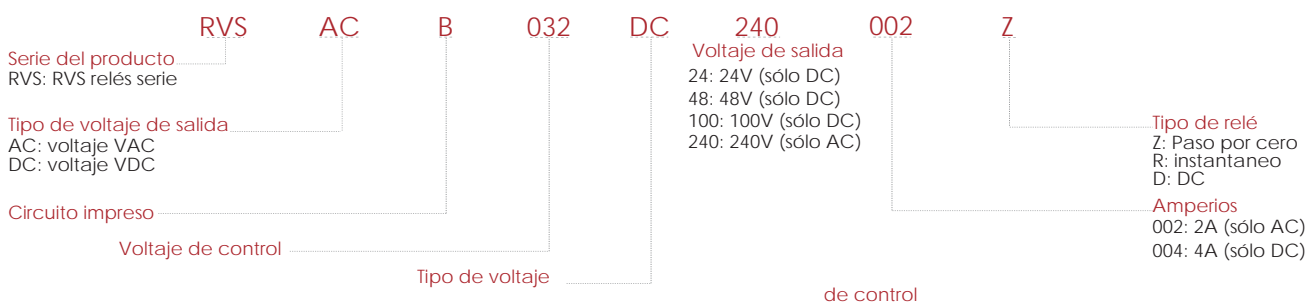 RVS AC B 032 DC 240 002 Z
Serie del producto
RVS: RVS relés serie
Tipo de voltaje de salida
AC: voltaje VAC
DC: voltaje VDC
Circuito impreso
Voltaje de control
Tipo de voltaje
de control
Voltaje de salida
24: 24V (sólo DC)
48: 48V (sólo DC)
100: 100V (sólo DC)
240: 240V (sólo AC)
Tipo de relé
Z: Paso por cero
R: instantaneo
D: DC
Amperios
002: 2A (sólo AC)
004: 4A (sólo DC)